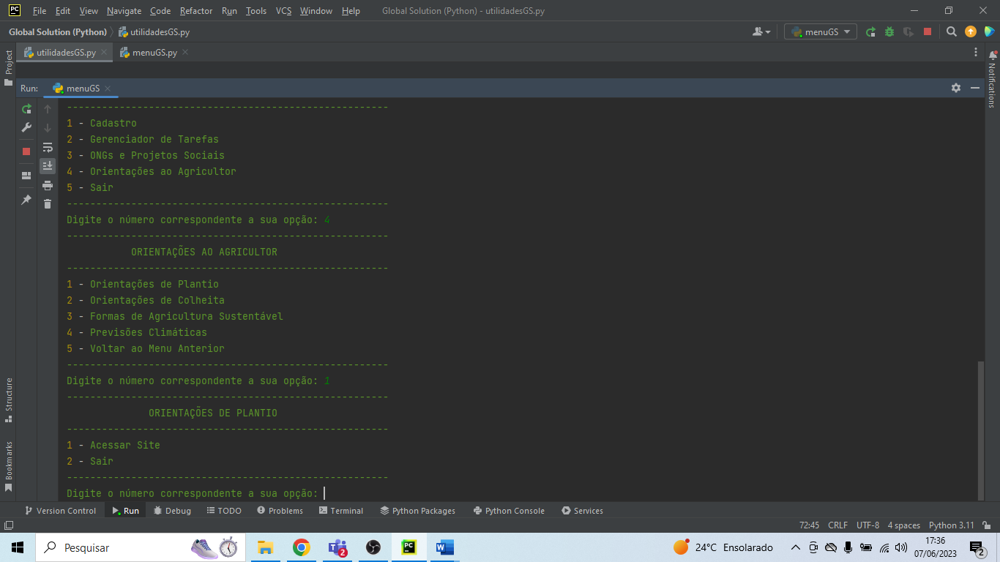 PC File Edit View Navigate Code Refactor Run Tools VCS Window Help Global Solution (Python) - utilidadesGS.py
Global Solution (Python) utilidadesGS.py menuGS
utilidadesGS.py menuGS.py
Project
Notifications
Run: menuGS
-------------------------------------------------------
1 - Cadastro
2 - Gerenciador de Tarefas
3 - ONGs e Projetos Sociais
4 - Orientações ao Agricultor
5 - Sair
-------------------------------------------------------
Digite o número correspondente a sua opção: 4
-------------------------------------------------------
ORIENTAÇÕES AO AGRICULTOR
-------------------------------------------------------
1 - Orientações de Plantio
2 - Orientações de Colheita
3 - Formas de Agricultura Sustentável
4 - Previsões Climáticas
5 - Voltar ao Menu Anterior
-------------------------------------------------------
Digite o número correspondente a sua opção: 1
-------------------------------------------------------
ORIENTAÇÕES DE PLANTIO
-------------------------------------------------------
1 - Acessar Site
2 - Sair
-------------------------------------------------------
Digite o número correspondente a sua opção:
Structure
Bookmarks
Version Control Run Debug TODO Problems Terminal Python Packages Python Console Services
72:45 CRLF UTF-8 4 spaces Python 3.11
Pesquisar 2 PC W 24°C Ensolarado 17:36
07/06/2023 2